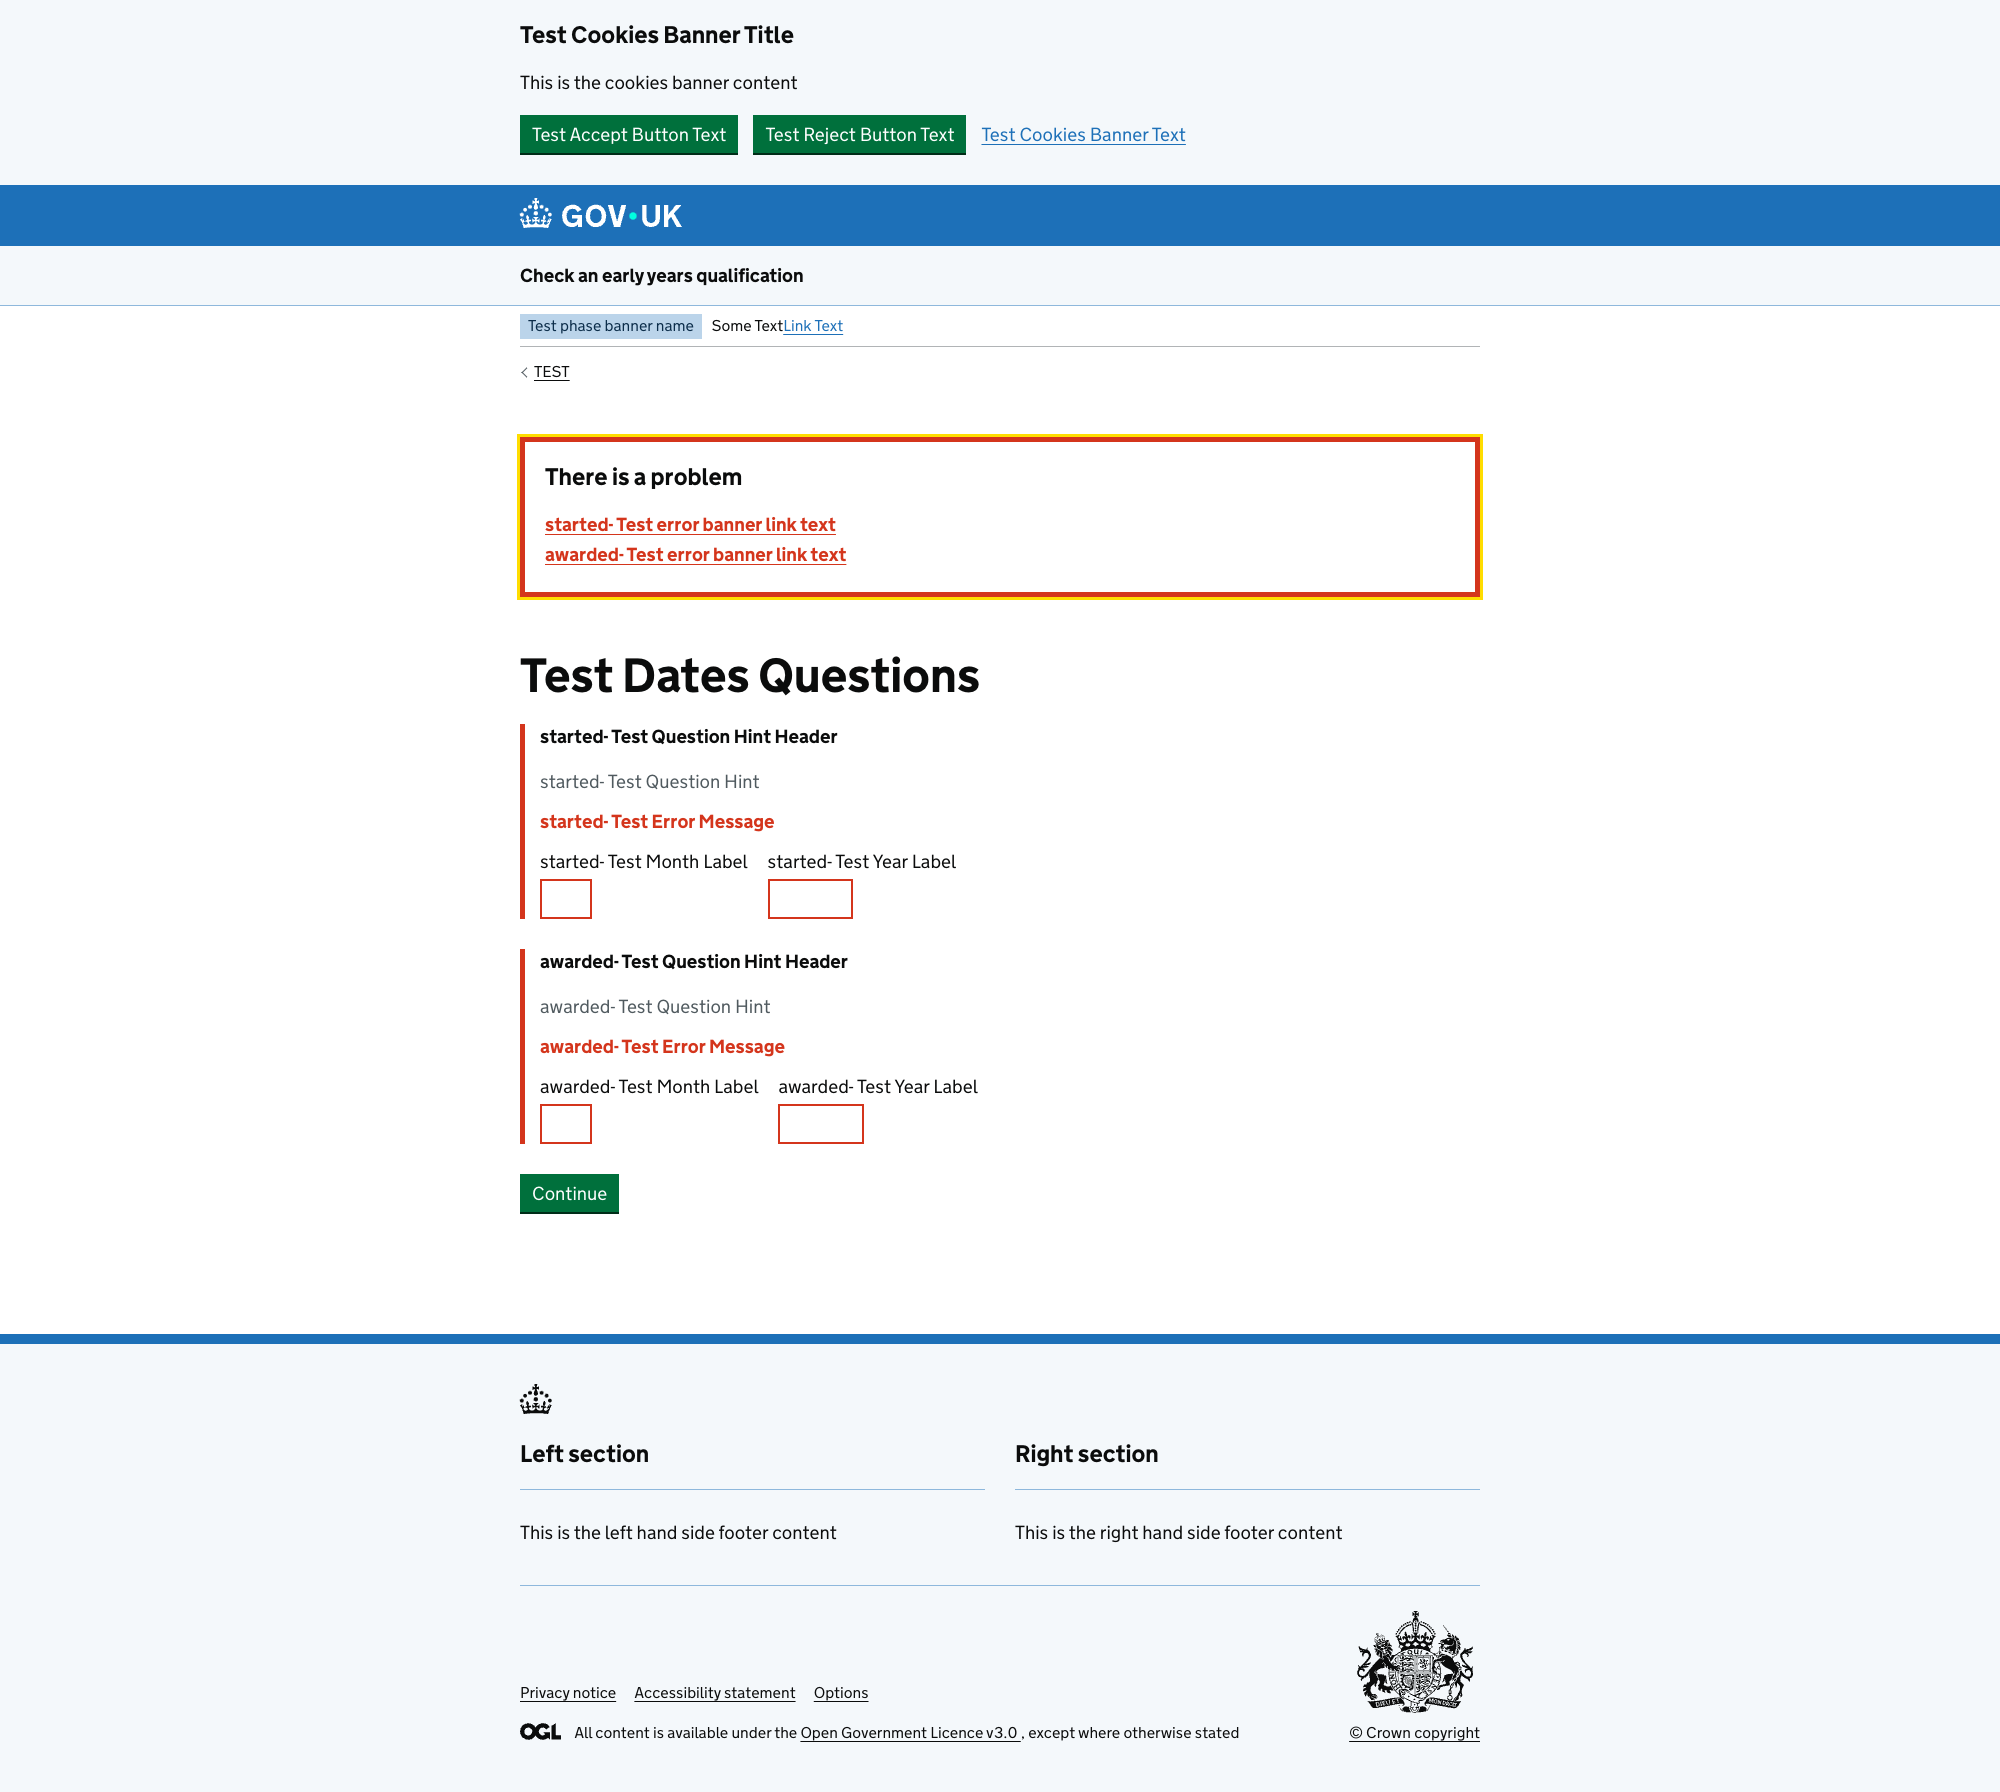 Test Cookies Banner Title
This is the cookies banner content
Test Accept Button Text Test Reject Button Text Test Cookies Banner Text
GOV·UK
Check an early years qualification
Test phase banner name Some TextLink Text
TEST
There is a problem
started- Test error banner link text
awarded- Test error banner link text
Test Dates Questions
started- Test Question Hint Header
started- Test Question Hint
started- Test Error Message
started- Test Month Label started- Test Year Label
awarded- Test Question Hint Header
awarded- Test Question Hint
awarded- Test Error Message
awarded- Test Month Label awarded- Test Year Label
Continue
Left section Right section
This is the left hand side footer content This is the right hand side footer content
Privacy notice Accessibility statement Options
OGL All content is available under the Open Government Licence v3.0 , except where otherwise stated © Crown copyright